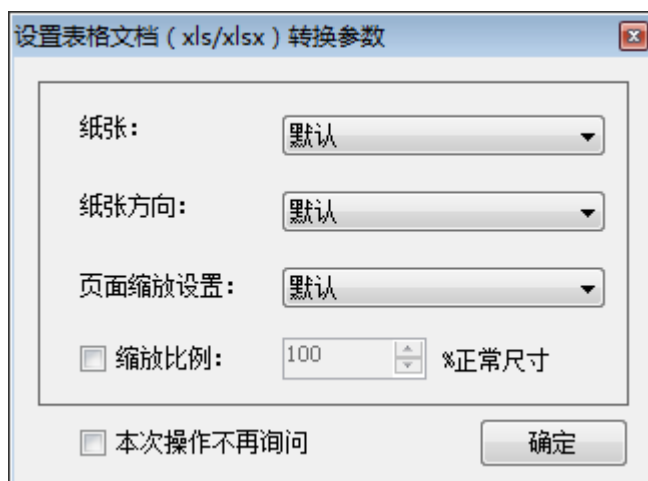 设置表格文档（xls/xlsx）转换参数
纸张： 默认
纸张方向： 默认
页面缩放设置： 默认
缩放比例： 100 %正常尺寸
本次操作不再询问 确定